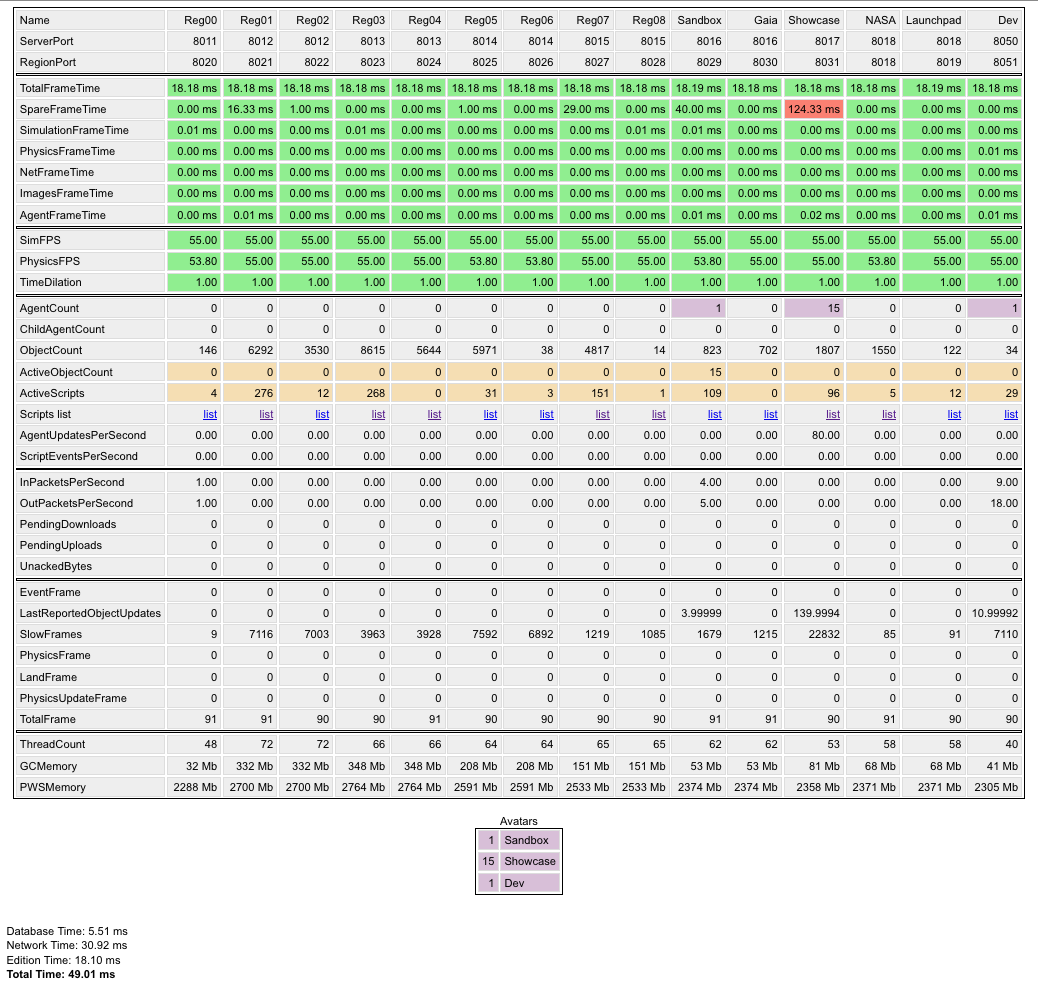 Name Reg00 Reg01 Reg02 Reg03 Reg04 Reg05 Reg06 Reg07 Reg08 Sandbox Gaia Showcase NASA Launchpad Dev
ServerPort 8011 8012 8012 8013 8013 8014 8014 8015 8015 8016 8016 8017 8018 8018 8050
RegionPort 8020 8021 8022 8023 8024 8025 8026 8027 8028 8029 8030 8031 8018 8019 8051
TotalFrameTime 18.18 ms 18.18 ms 18.18 ms 18.18 ms 18.18 ms 18.18 ms 18.18 ms 18.18 ms 18.18 ms 18.19 ms 18.18 ms 18.18 ms 18.18 ms 18.19 ms 18.18 ms
SpareFrameTime 0.00 ms 16.33 ms 1.00 ms 0.00 ms 0.00 ms 1.00 ms 0.00 ms 29.00 ms 0.00 ms 40.00 ms 0.00 ms 124.33 ms 0.00 ms 0.00 ms 0.00 ms
SimulationFrameTime 0.01 ms 0.00 ms 0.00 ms 0.01 ms 0.00 ms 0.00 ms 0.00 ms 0.00 ms 0.01 ms 0.01 ms 0.00 ms 0.00 ms 0.00 ms 0.00 ms 0.00 ms
PhysicsFrameTime 0.00 ms 0.00 ms 0.00 ms 0.00 ms 0.00 ms 0.00 ms 0.00 ms 0.00 ms 0.00 ms 0.00 ms 0.00 ms 0.00 ms 0.00 ms 0.00 ms 0.01 ms
NetFrameTime 0.00 ms 0.00 ms 0.00 ms 0.00 ms 0.00 ms 0.00 ms 0.00 ms 0.00 ms 0.00 ms 0.00 ms 0.00 ms 0.00 ms 0.00 ms 0.00 ms 0.00 ms
ImagesFrameTime 0.00 ms 0.00 ms 0.00 ms 0.00 ms 0.00 ms 0.00 ms 0.00 ms 0.00 ms 0.00 ms 0.00 ms 0.00 ms 0.00 ms 0.00 ms 0.00 ms 0.00 ms
AgentFrameTime 0.00 ms 0.01 ms 0.00 ms 0.00 ms 0.00 ms 0.00 ms 0.00 ms 0.00 ms 0.00 ms 0.01 ms 0.00 ms 0.02 ms 0.00 ms 0.00 ms 0.01 ms
SimFPS 55.00 55.00 55.00 55.00 55.00 55.00 55.00 55.00 55.00 55.00 55.00 55.00 55.00 55.00 55.00
PhysicsFPS 53.80 55.00 55.00 55.00 55.00 53.80 53.80 55.00 55.00 53.80 55.00 55.00 53.80 55.00 55.00
TimeDilation 1.00 1.00 1.00 1.00 1.00 1.00 1.00 1.00 1.00 1.00 1.00 1.00 1.00 1.00 1.00
AgentCount 0 0 0 0 0 0 0 0 0 1 0 15 0 0 1
ChildAgentCount 0 0 0 0 0 0 0 0 0 0 0 0 0 0 0
ObjectCount 146 6292 3530 8615 5644 5971 38 4817 14 823 702 1807 1550 122 34
ActiveObjectCount 0 0 0 0 0 0 0 0 0 15 0 0 0 0 0
ActiveScripts 4 276 12 268 0 31 3 151 1 109 0 96 5 12 29
Scripts list list list list list list list list list list list list list list list list
AgentUpdatesPerSecond 0.00 0.00 0.00 0.00 0.00 0.00 0.00 0.00 0.00 0.00 0.00 80.00 0.00 0.00 0.00
ScriptEventsPerSecond 0.00 0.00 0.00 0.00 0.00 0.00 0.00 0.00 0.00 0.00 0.00 0.00 0.00 0.00 0.00
InPacketsPerSecond 1.00 0.00 0.00 0.00 0.00 0.00 0.00 0.00 0.00 4.00 0.00 0.00 0.00 0.00 9.00
OutPacketsPerSecond 1.00 0.00 0.00 0.00 0.00 0.00 0.00 0.00 0.00 5.00 0.00 0.00 0.00 0.00 18.00
PendingDownloads 0 0 0 0 0 0 0 0 0 0 0 0 0 0 0
PendingUploads 0 0 0 0 0 0 0 0 0 0 0 0 0 0 0
UnackedBytes 0 0 0 0 0 0 0 0 0 0 0 0 0 0 0
EventFrame 0 0 0 0 0 0 0 0 0 0 0 0 0 0 0
LastReportedObjectUpdates 0 0 0 0 0 0 0 0 0 3.99999 0 139.9994 0 0 10.99992
SlowFrames 9 7116 7003 3963 3928 7592 6892 1219 1085 1679 1215 22832 85 91 7110
PhysicsFrame 0 0 0 0 0 0 0 0 0 0 0 0 0 0 0
LandFrame 0 0 0 0 0 0 0 0 0 0 0 0 0 0 0
PhysicsUpdateFrame 0 0 0 0 0 0 0 0 0 0 0 0 0 0 0
TotalFrame 91 91 90 90 91 90 90 90 90 91 91 90 91 90 90
ThreadCount 48 72 72 66 66 64 64 65 65 62 62 53 58 58 40
GCMemory 32 Mb 332 Mb 332 Mb 348 Mb 348 Mb 208 Mb 208 Mb 151 Mb 151 Mb 53 Mb 53 Mb 81 Mb 68 Mb 68 Mb 41 Mb
PWSMemory 2288 Mb 2700 Mb 2700 Mb 2764 Mb 2764 Mb 2591 Mb 2591 Mb 2533 Mb 2533 Mb 2374 Mb 2374 Mb 2358 Mb 2371 Mb 2371 Mb 2305 Mb
Avatars
1 Sandbox
15 Showcase
1 Dev
Database Time: 5.51 ms
Network Time: 30.92 ms
Edition Time: 18.10 ms
Total Time: 49.01 ms